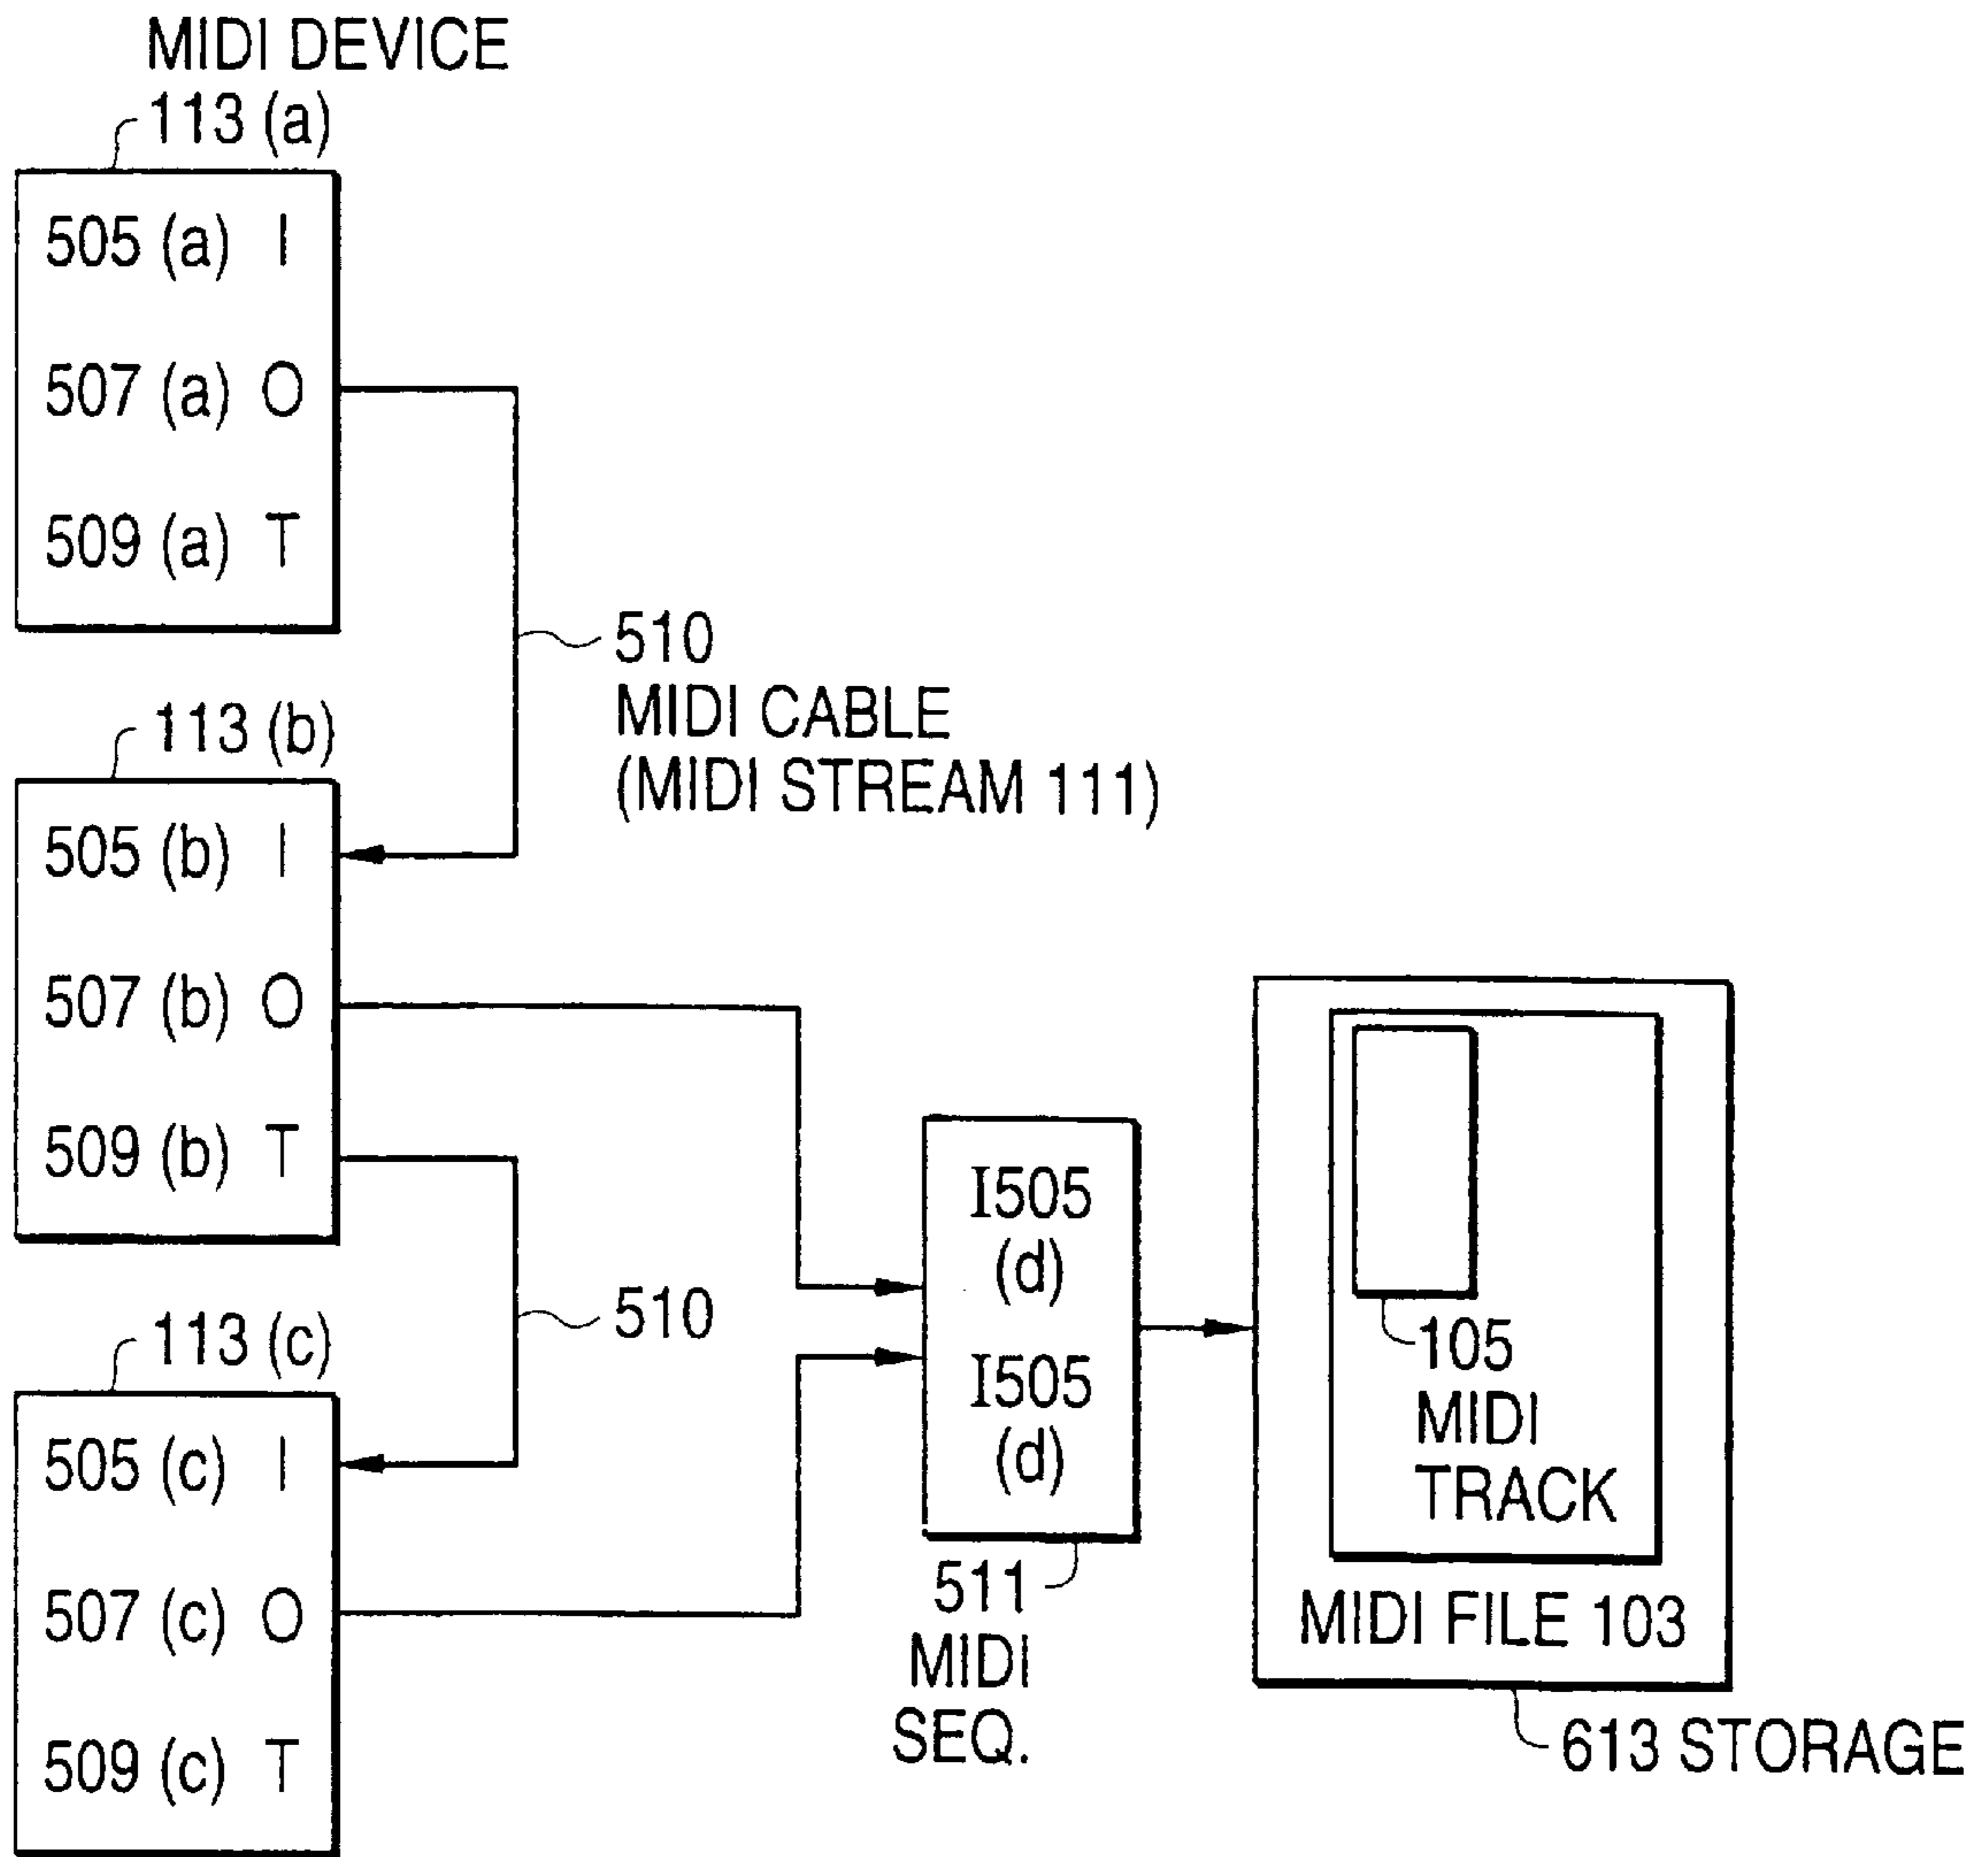 MIDI DEVICE
113 (a)
505 (a) I
507 (a) O
509 (a) T
510
MIDI CABLE
(MIDI STREAM 111)
113 (b)
505 (b) I
507 (b) O
509 (b) T
510
113 (c)
505 (c) I
507 (c) O
509 (c) T
I505
(d)
I505
(d)
511
MIDI
SEQ.
105
MIDI
TRACK
MIDI FILE 103
613 STORAGE